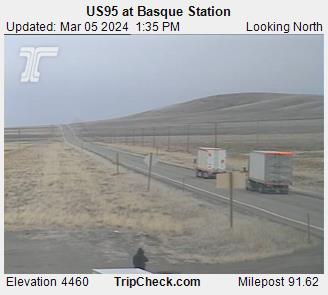 US95 at Basque Station
Updated: Mar 05 2024 1:35 PM Looking North
Elevation 4460 TripCheck.com Milepost 91.62